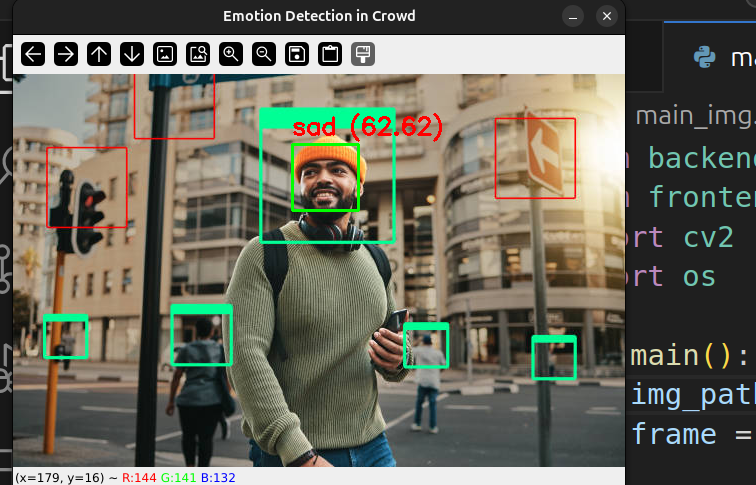 Emotion Detection in Crowd
ma
main_img.
backend
fronten
ort cv2
ort os
sad (62.62)
main():
img_path
frame =
(x=179, y=16) ~ R:144 G:141 B:132